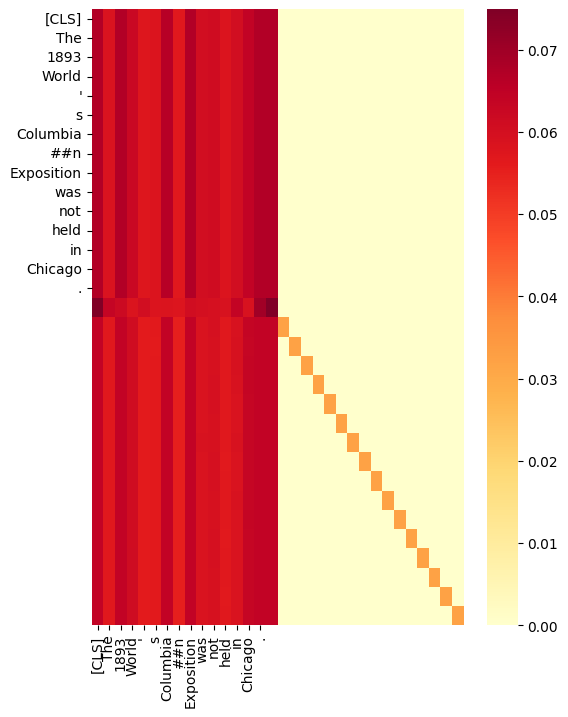 [CLS]
The
1893
World
'
s
Columbia
##n
Exposition
was
not
held
in
Chicago
.
0.07
0.06
0.05
0.04
0.03
0.02
0.01
0.00
[CLS]
The
1893
World
'
s
Columbia
##n
Exposition
was
not
held
in
Chicago
.